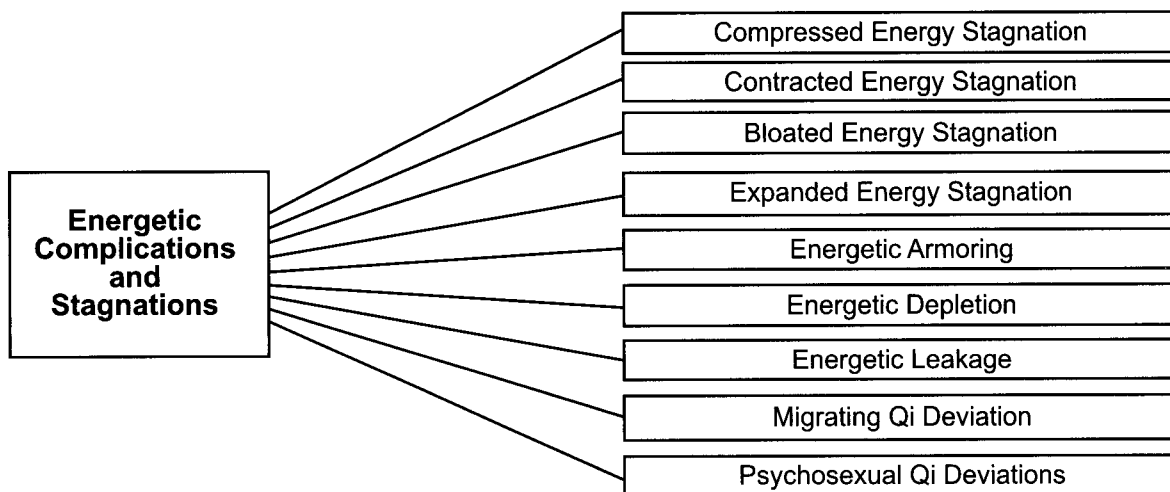 Energetic
Complications
and
Stagnations
Compressed Energy Stagnation
Contracted Energy Stagnation
Bloated Energy Stagnation
Expanded Energy Stagnation
Energetic Armoring
Energetic Depletion
Energetic Leakage
Migrating Qi Deviation
Psychosexual Qi Deviations